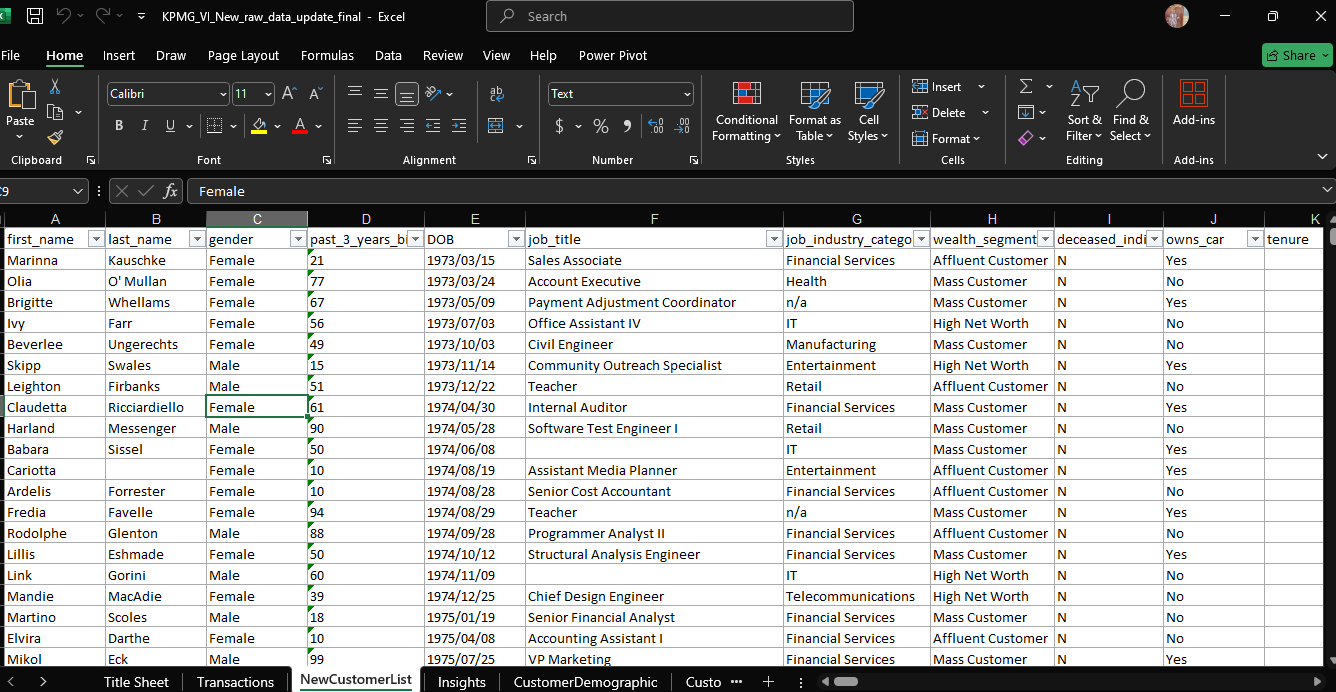 KPMG_VI_New_raw_data_update_final - Excel Search
File Home Insert Draw Page Layout Formulas Data Review View Help Power Pivot Share
Paste Calibri 11 A A ab Text Conditional Formatting Format as Table Cell Styles Insert Delete Format Sort & Filter Find & Select Add-ins
B I U A $ % 9
Clipboard Font Alignment Number Styles Cells Editing Add-ins
fx Female
A B C D E F G H I J K
first_name last_name gender past_3_years_bi DOB job_title job_industry_catego wealth_segment deceased_indi owns_car tenure
Marinna Kauschke Female 21 1973/03/15 Sales Associate Financial Services Affluent Customer N Yes
Olia O' Mullan Female 77 1973/03/24 Account Executive Health Mass Customer N No
Brigitte Whellams Female 67 1973/05/09 Payment Adjustment Coordinator n/a Mass Customer N Yes
Ivy Farr Female 56 1973/07/03 Office Assistant IV IT High Net Worth N No
Beverlee Ungerechts Female 49 1973/10/03 Civil Engineer Manufacturing Mass Customer N No
Skipp Swales Male 15 1973/11/14 Community Outreach Specialist Entertainment High Net Worth N Yes
Leighton Firbanks Male 51 1973/12/22 Teacher Retail Affluent Customer N No
Claudetta Ricciardiello Female 61 1974/04/30 Internal Auditor Financial Services Mass Customer N Yes
Harland Messenger Male 90 1974/05/28 Software Test Engineer I Retail Mass Customer N No
Babara Sissel Female 50 1974/06/08 IT Mass Customer N Yes
Cariotta Female 10 1974/08/19 Assistant Media Planner Entertainment Affluent Customer N Yes
Ardelis Forrester Female 10 1974/08/28 Senior Cost Accountant Financial Services Affluent Customer N No
Fredia Favelle Female 94 1974/08/29 Teacher n/a Mass Customer N Yes
Rodolphe Glenton Male 88 1974/09/28 Programmer Analyst II Financial Services Affluent Customer N No
Lillis Eshmade Female 50 1974/10/12 Structural Analysis Engineer Financial Services Mass Customer N Yes
Link Gorini Male 60 1974/11/09 IT High Net Worth N No
Mandie MacAdie Female 39 1974/12/25 Chief Design Engineer Telecommunications High Net Worth N No
Martino Scoles Male 18 1975/01/19 Senior Financial Analyst Financial Services Mass Customer N No
Elvira Darthe Female 10 1975/04/08 Accounting Assistant I Financial Services Affluent Customer N No
Mikol Eck Male 99 1975/07/25 VP Marketing Financial Services Mass Customer N Yes
Title Sheet Transactions NewCustomerList Insights CustomerDemographic Custo ...